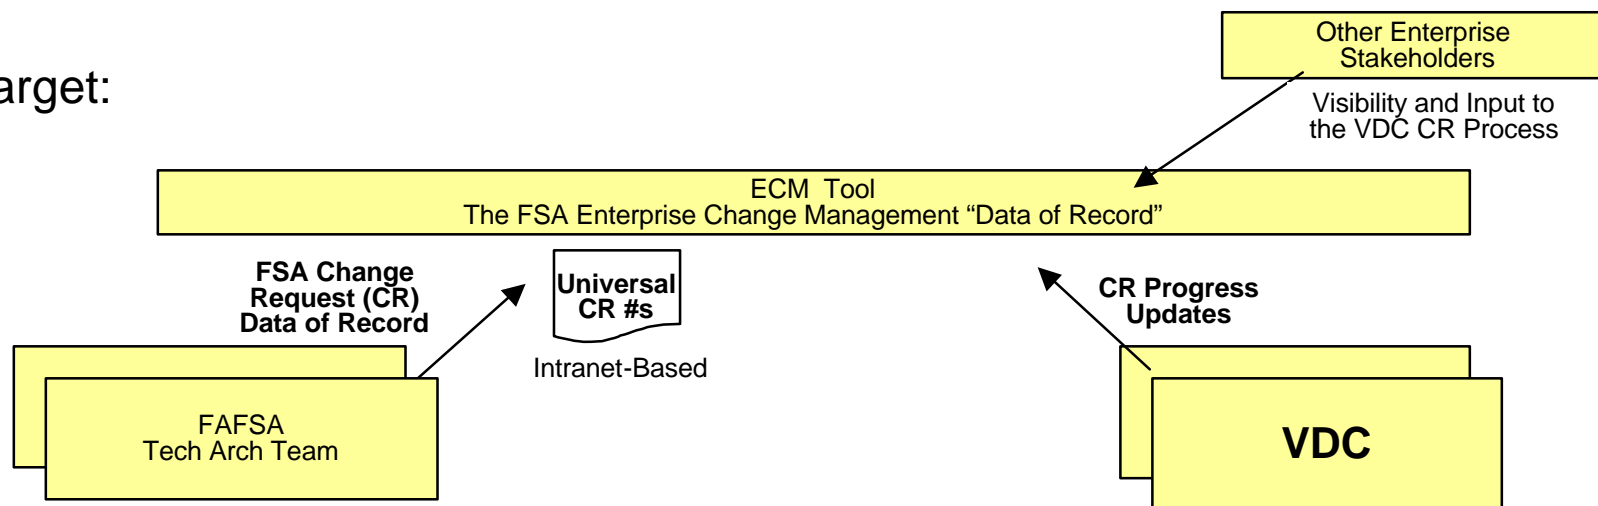 arget:
Other Enterprise
Stakeholders
Visibility and Input to
the VDC CR Process
ECM Tool
The FSA Enterprise Change Management “Data of Record”
FSA Change
Request (CR)
Data of Record
Universal
CR #s
Intranet-Based
CR Progress
Updates
FAFSA
Tech Arch Team
VDC